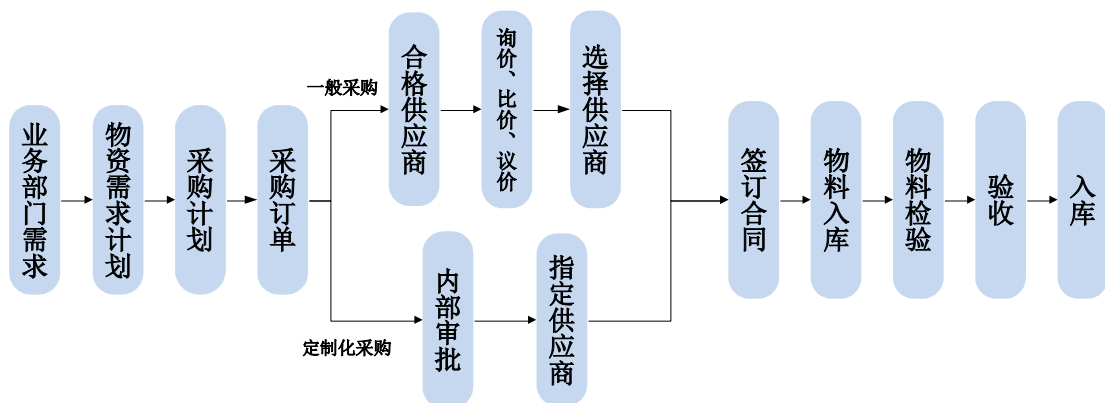 业务部门需求
物资需求计划
采购计划
采购订单
一般采购
合格供应商
询价、比价、议价
选择供应商
定制化采购
内部审批
指定供应商
签订合同
物料入库
物料检验
验收
入库